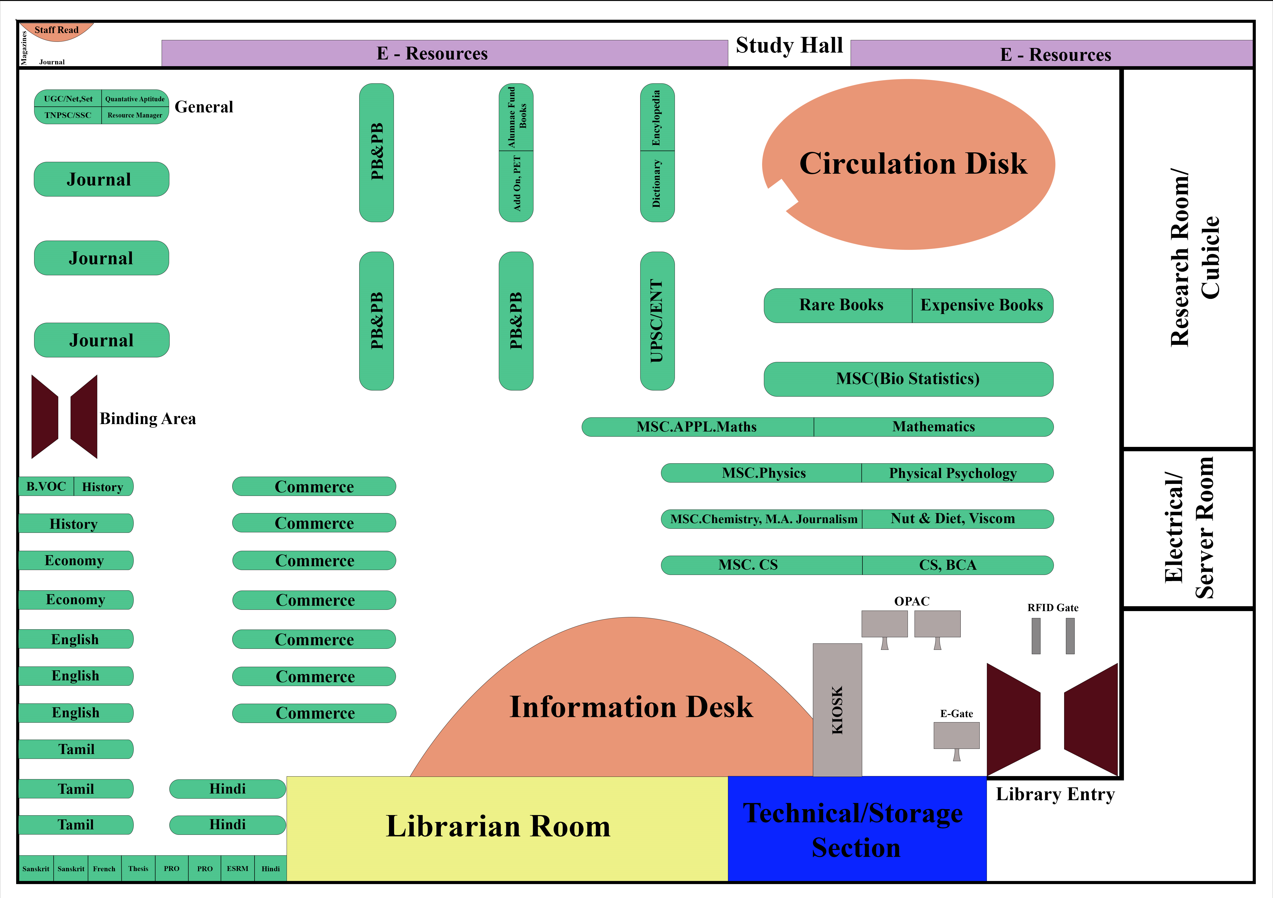 Staff Read
Magazines
Journal
E - Resources
Study Hall
E - Resources
UGC/Net,Set
Quantative Aptitude
TNPSC/SSC
Resource Manager
General
Journal
Journal
Journal
Binding Area
PB&PB
Alumnae Fund
Books
Add On, PET
Encylopedia
Dictionary
PB&PB
PB&PB
UPSC/ENT
Circulation Disk
Rare Books
Expensive Books
MSC(Bio Statistics)
MSC.APPL.Maths
Mathematics
MSC.Physics
Physical Psychology
MSC.Chemistry, M.A. Journalism
Nut & Diet, Viscom
MSC. CS
CS, BCA
Research Room/
Cubicle
Electrical/
Server Room
B.VOC
History
History
Economy
Economy
English
English
English
Tamil
Tamil
Tamil
Commerce
Commerce
Commerce
Commerce
Commerce
Commerce
Commerce
Hindi
Hindi
Sanskrit
Sanskrit
French
Thesis
PRO
PRO
ESRM
Hindi
Information Desk
KIOSK
OPAC
RFID Gate
E-Gate
Library Entry
Librarian Room
Technical/Storage
Section